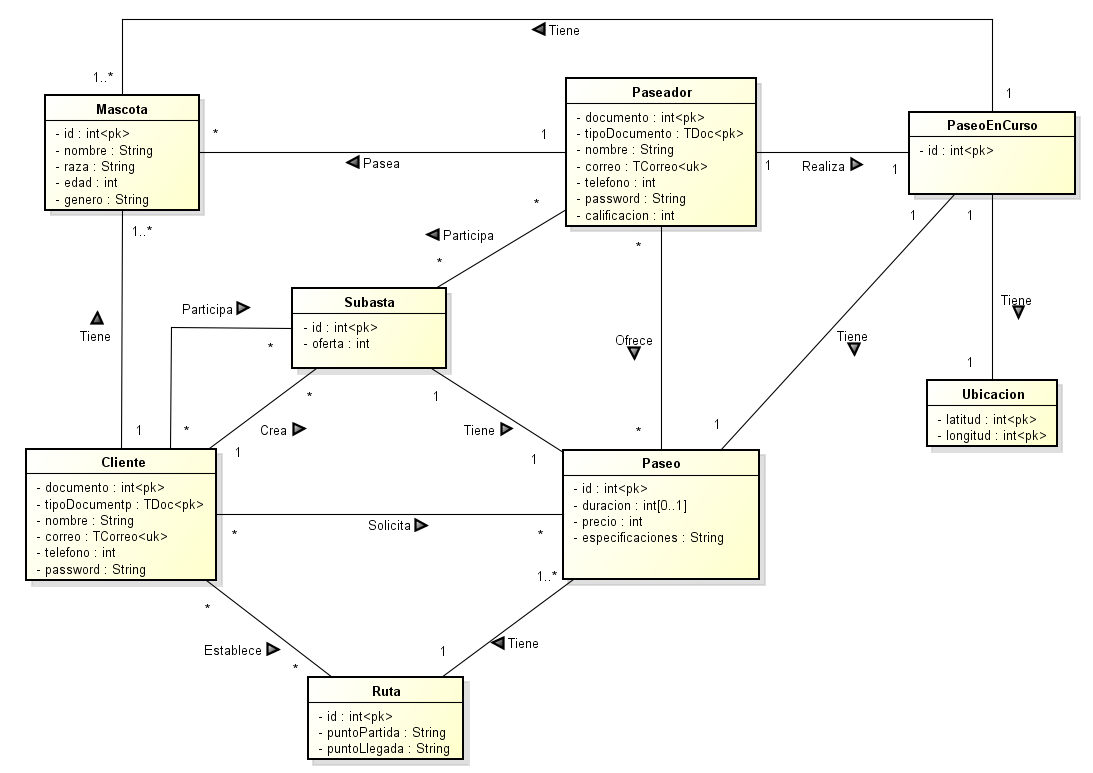 Tiene
1..*
1
Mascota
- id : int<pk>
- nombre : String
- raza : String
- edad : int
- genero : String
*
1
Pasea
Paseador
- documento : int<pk>
- tipoDocumento : TDoc<pk>
- nombre : String
- correo : TCorreo<uk>
- telefono : int
- password : String
- calificacion : int
1
Realiza
1
PaseoEnCurso
- id : int<pk>
*
Participa
*
1..*
Tiene
1
Participa
*
*
Subasta
- id : int<pk>
- oferta : int
*
Ofrece
*
1
Tiene
1
1
Tiene
1
Ubicacion
- latitud : int<pk>
- longitud : int<pk>
*
Crea
1
1
Tiene
1
Cliente
- documento : int<pk>
- tipoDocumentp : TDoc<pk>
- nombre : String
- correo : TCorreo<uk>
- telefono : int
- password : String
*
Solicita
*
Paseo
- id : int<pk>
- duracion : int[0..1]
- precio : int
- especificaciones : String
*
Establece
*
1..*
Tiene
1
Ruta
- id : int<pk>
- puntoPartida : String
- puntoLlegada : String